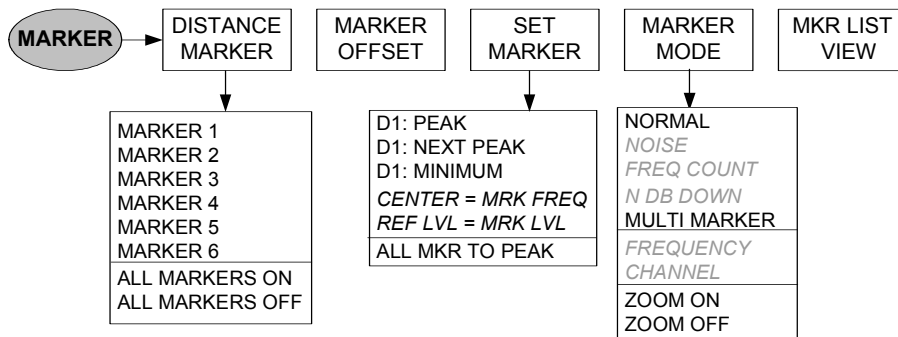 MARKER
DISTANCE
MARKER
MARKER
OFFSET
SET
MARKER
MARKER
MODE
MKR LIST
VIEW
MARKER 1
MARKER 2
MARKER 3
MARKER 4
MARKER 5
MARKER 6
ALL MARKERS ON
ALL MARKERS OFF
D1: PEAK
D1: NEXT PEAK
D1: MINIMUM
CENTER = MRK FREQ
REF LVL = MRK LVL
ALL MKR TO PEAK
NORMAL
NOISE
FREQ COUNT
N DB DOWN
MULTI MARKER
FREQUENCY
CHANNEL
ZOOM ON
ZOOM OFF